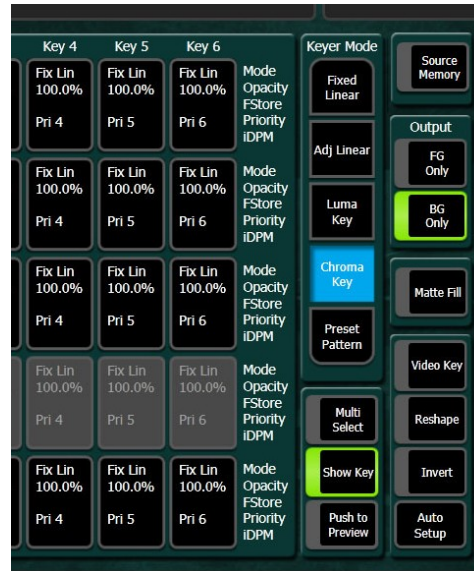 Key 4 Key 5 Key 6
Fix Lin Fix Lin Fix Lin Mode
100.0% 100.0% 100.0% Opacity
FStore
Pri 4 Pri 5 Pri 6 Priority
iDPM
Fix Lin Fix Lin Fix Lin Mode
100.0% 100.0% 100.0% Opacity
FStore
Pri 4 Pri 5 Pri 6 Priority
iDPM
Fix Lin Fix Lin Fix Lin Mode
100.0% 100.0% 100.0% Opacity
FStore
Pri 4 Pri 5 Pri 6 Priority
iDPM
Fix Lin Fix Lin Fix Lin Mode
100.0% 100.0% 100.0% Opacity
FStore
Pri 4 Pri 5 Pri 6 Priority
iDPM
Fix Lin Fix Lin Fix Lin Mode
100.0% 100.0% 100.0% Opacity
FStore
Pri 4 Pri 5 Pri 6 Priority
iDPM
Keyer Mode
Fixed
Linear
Adj Linear
Luma
Key
Chroma
Key
Preset
Pattern
Multi
Select
Show Key
Push to
Preview
Source
Memory
Output
FG
Only
BG
Only
Matte Fill
Video Key
Reshape
Invert
Auto
Setup